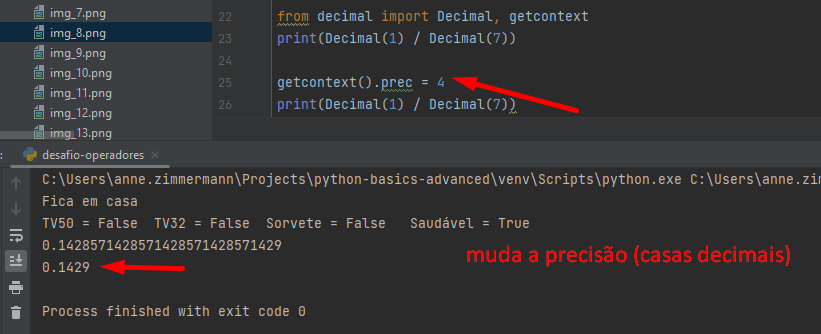 img_7.png
img_8.png
img_9.png
img_10.png
img_11.png
img_12.png
img_13.png
22 from decimal import Decimal, getcontext
23 print(Decimal(1) / Decimal(7))
24
25 getcontext().prec = 4
26 print(Decimal(1) / Decimal(7))
desafio-operadores
C:\Users\anne.zimmermann\Projects\python-basics-advanced\venv\Scripts\python.exe C:\Users\anne.zim
Fica em casa
TV50 = False TV32 = False Sorvete = False Saudável = True
0.1428571428571428571428571429
0.1429
muda a precisão (casas decimais)
Process finished with exit code 0